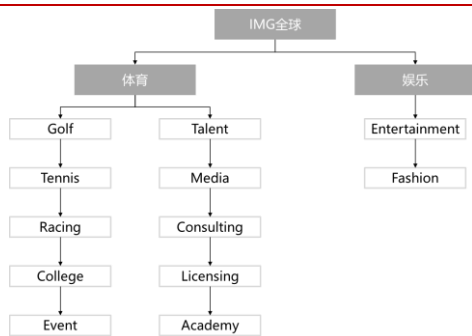 IMG全球
体育
娱乐
Golf
Talent
Entertainment
Tennis
Media
Fashion
Racing
Consulting
College
Licensing
Event
Academy